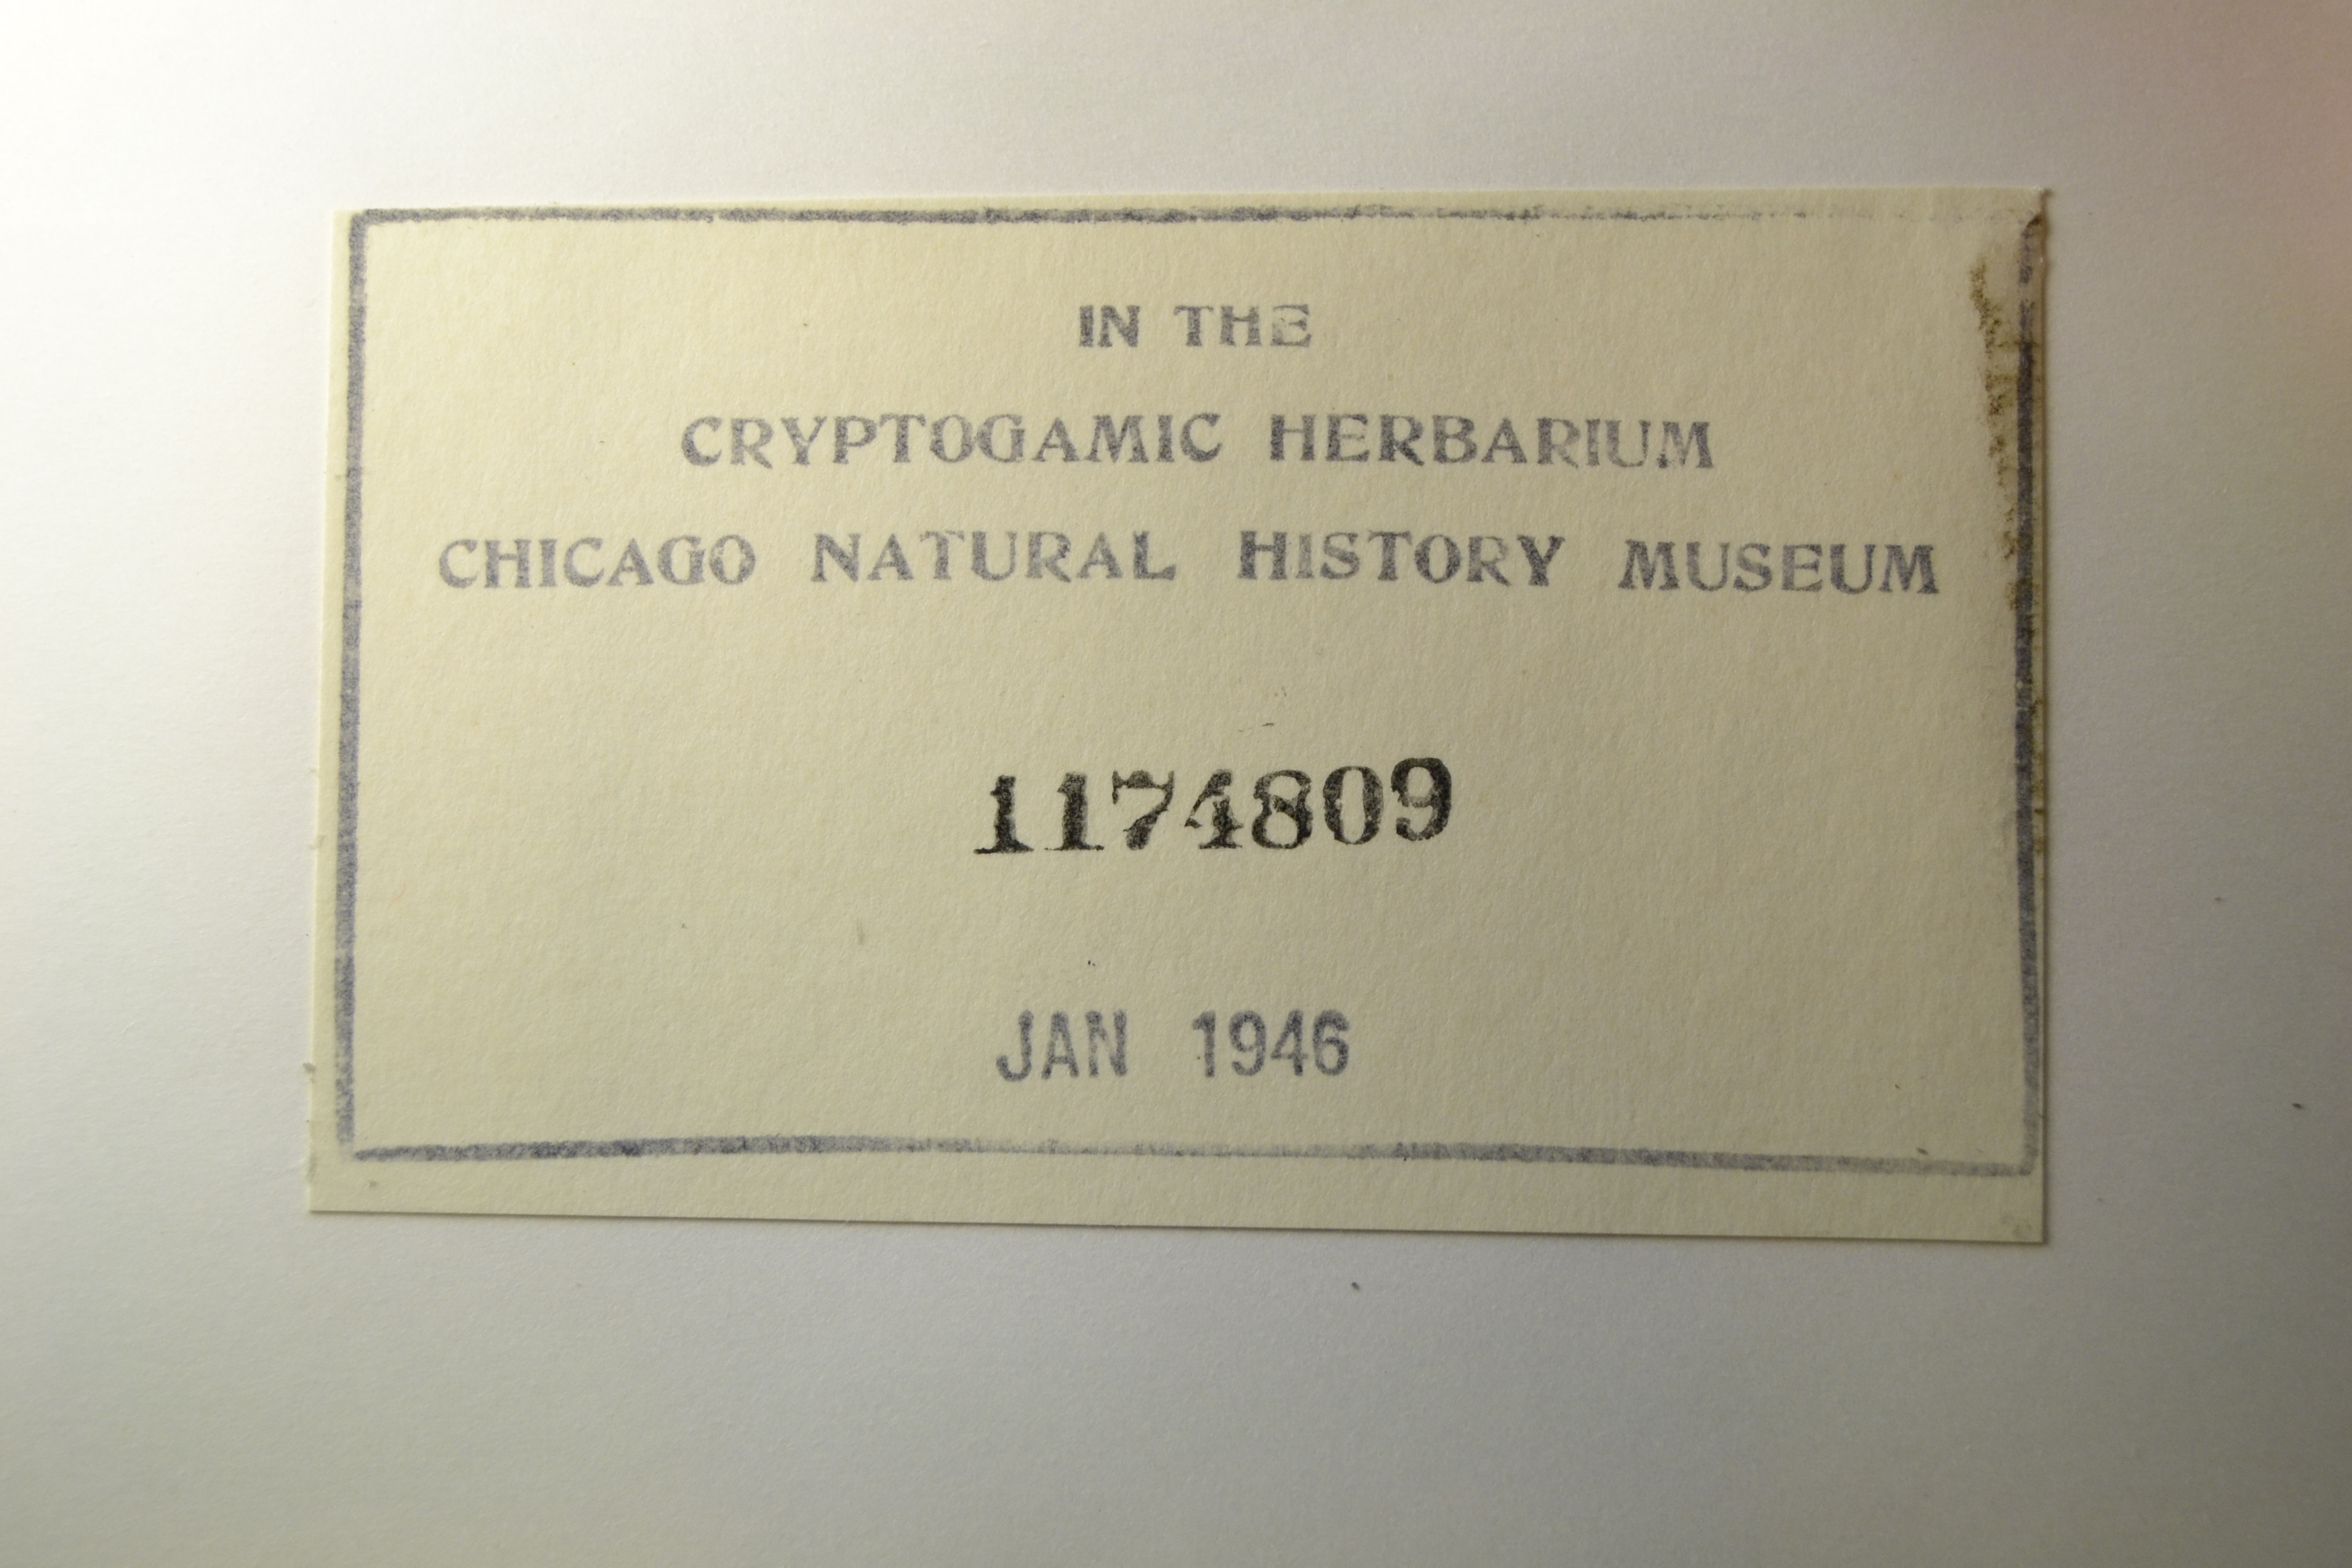 IN THE
CRYPTOGAMIC HERBARIUM
CHICAGO NATURAL HISTORY MUSEUM
1174809
JAN 1946